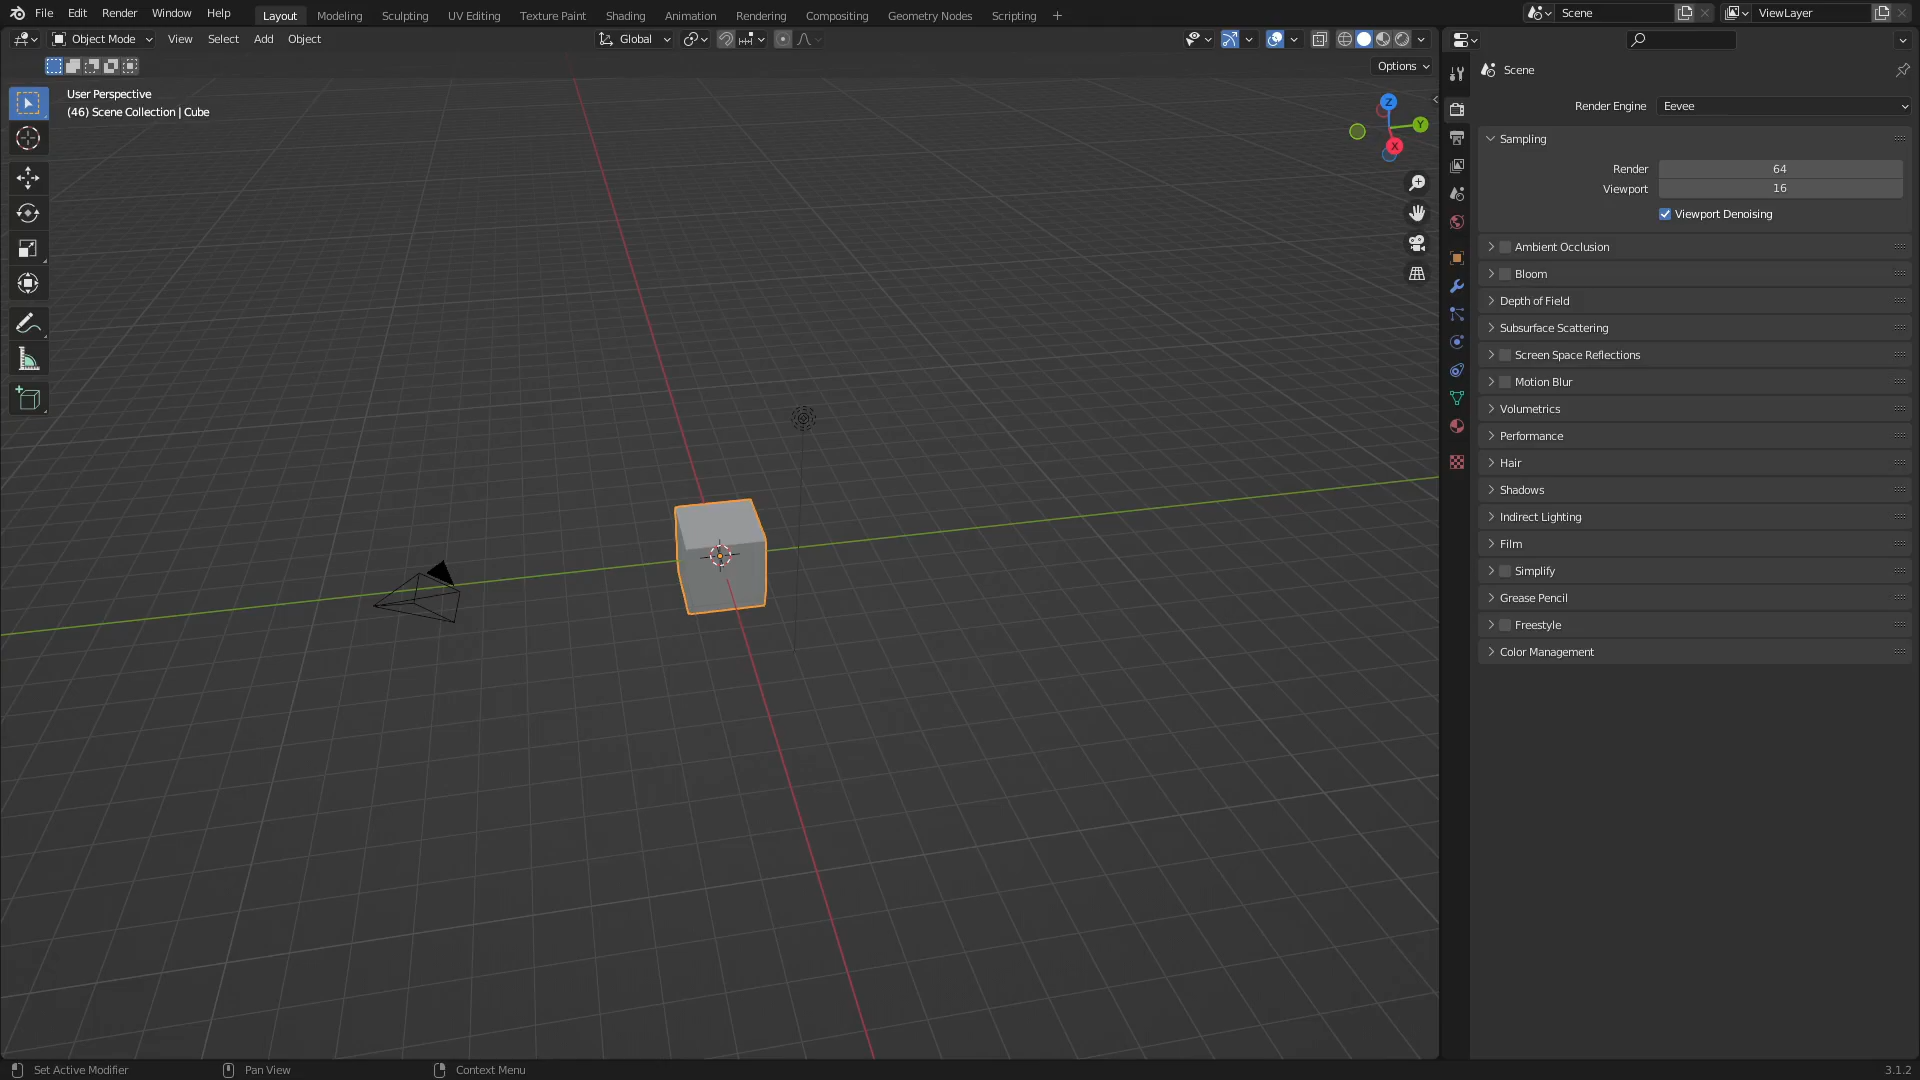 File Edit Render Window Help Layout Modeling Sculpting UV Editing Texture Paint Shading Animation Rendering Compositing Geometry Nodes Scripting + Scene ViewLayer
Object Mode View Select Add Object Global
Options
User Perspective
(46) Scene Collection | Cube
Z
Y
X
Scene
Render Engine Eevee
Sampling
Render 64
Viewport 16
Viewport Denoising
Ambient Occlusion
Bloom
Depth of Field
Subsurface Scattering
Screen Space Reflections
Motion Blur
Volumetrics
Performance
Hair
Shadows
Indirect Lighting
Film
Simplify
Grease Pencil
Freestyle
Color Management
Set Active Modifier Pan View Context Menu 3.1.2